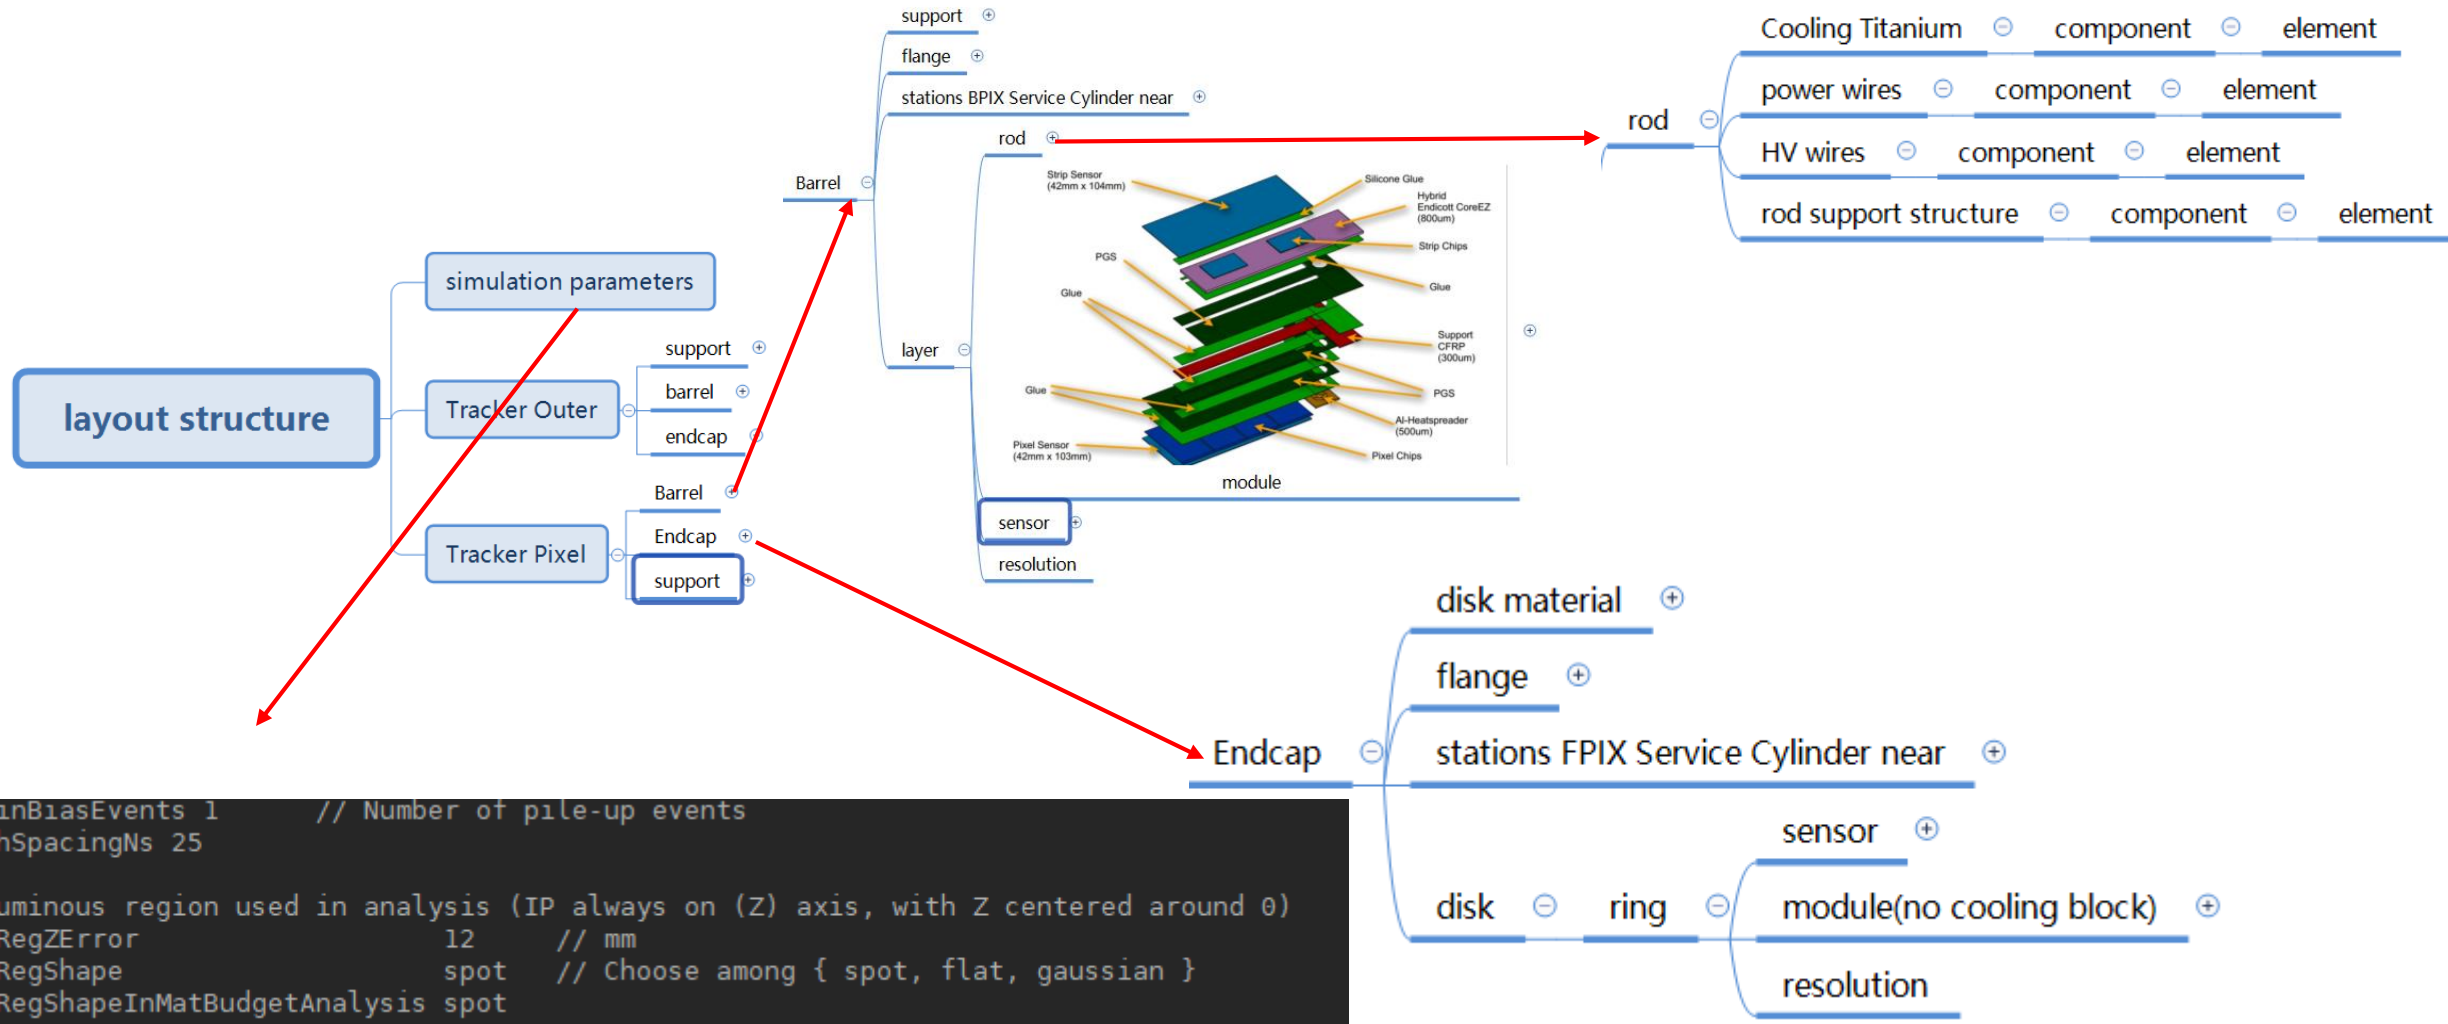 layout structure
simulation parameters
Tracker Outer
support
barrel
endcap
Tracker Pixel
Barrel
Endcap
support
Barrel
support
flange
stations BPIX Service Cylinder near
layer
rod
Strip Sensor
(42mm x 104mm)
Silicone Glue
Hybrid
Endicott CoreEZ
(800um)
Strip Chips
PGS
Glue
Glue
Support
CFRP
(300um)
Glue
PGS
Al-Heatspreader
(500um)
Pixel Sensor
(42mm x 103mm)
Pixel Chips
module
sensor
resolution
rod
Cooling Titanium
component
element
power wires
component
element
HV wires
component
element
rod support structure
component
element
Endcap
disk material
flange
stations FPIX Service Cylinder near
disk
ring
sensor
module(no cooling block)
resolution
inBiasEvents 1 // Number of pile-up events
hSpacingNs 25
uminous region used in analysis (IP always on (Z) axis, with Z centered around 0)
RegZError 12 // mm
RegShape spot // Choose among { spot, flat, gaussian }
RegShapeInMatBudgetAnalysis spot